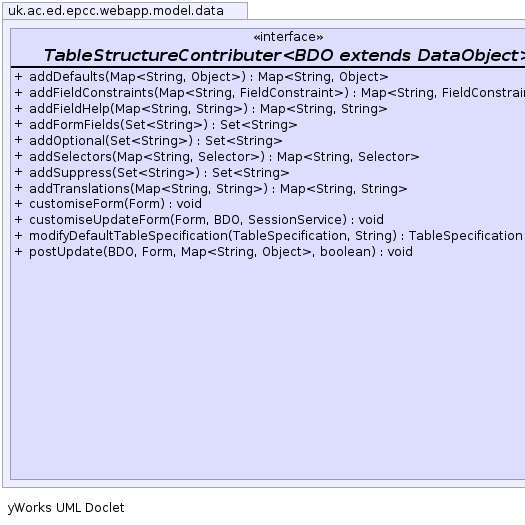 uk.ac.ed.epcc.webapp.model.data
«interface»
TableStructureContributer<BDO extends DataObject>
+ addDefaults(Map<String, Object>) : Map<String, Object>
+ addFieldConstraints(Map<String, FieldConstraint>) : Map<String, FieldConstrain
+ addFieldHelp(Map<String, String>) : Map<String, String>
+ addFormFields(Set<String>) : Set<String>
+ addOptional(Set<String>) : Set<String>
+ addSelectors(Map<String, Selector>) : Map<String, Selector>
+ addSuppress(Set<String>) : Set<String>
+ addTranslations(Map<String, String>) : Map<String, String>
+ customiseForm(Form) : void
+ customiseUpdateForm(Form, BDO, SessionService) : void
+ modifyDefaultTableSpecification(TableSpecification, String) : TableSpecification
+ postUpdate(BDO, Form, Map<String, Object>, boolean) : void
yWorks UML Doclet